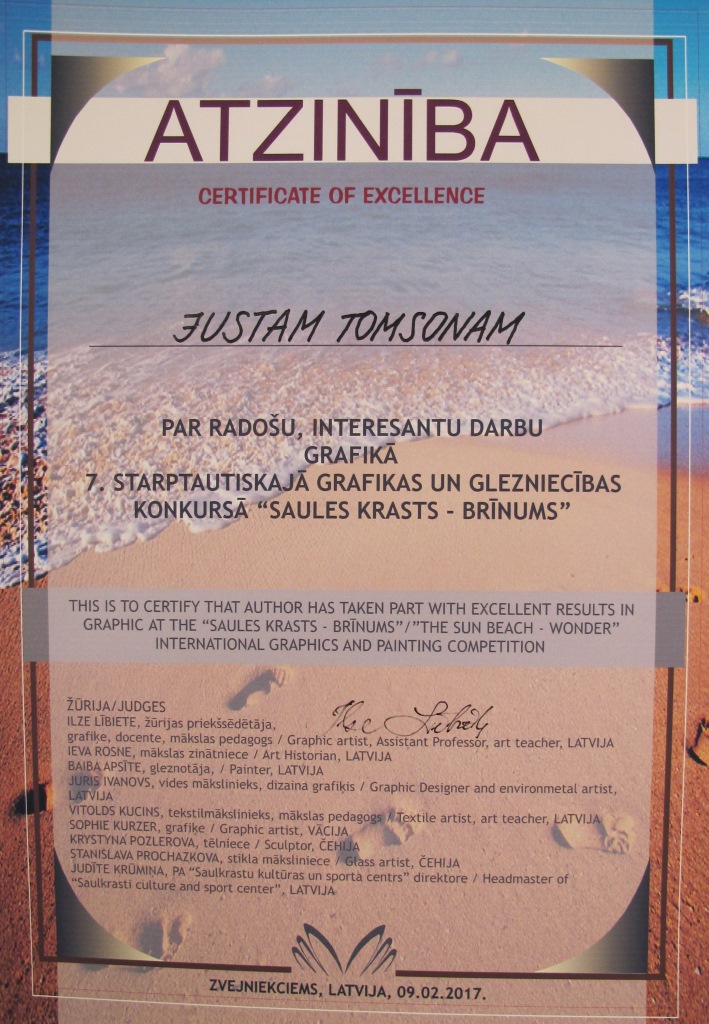 ATZINĪBA
CERTIFICATE OF EXCELLENCE
JUSTAM TOMSONAM
PAR RADOŠU, INTERESANTU DARBU
GRAFIKĀ
7. STARPTAUTISKAJĀ GRAFIKAS UN GLEZNIECĪBAS
KONKURSĀ “SAULES KRASTS - BRĪNUMS”
THIS IS TO CERTIFY THAT AUTHOR HAS TAKEN PART WITH EXCELLENT RESULTS IN
GRAPHIC AT THE “SAULES KRASTS - BRĪNUMS”/”THE SUN BEACH - WONDER”
INTERNATIONAL GRAPHICS AND PAINTING COMPETITION
ŽŪRIJA/JUDGES
ILZE LĪBIETE, žūrijas priekšsēdētāja,
grafiķe, docente, mākslas pedagogs / Graphic artist, Assistant Professor, art teacher, LATVIJA
IEVA ROSNE, mākslas zinātniece / Art Historian, LATVIJA
BAIBA APSĪTE, gleznotāja, / Painter, LATVIJA
JURIS IVANOVS, vides mākslinieks, dizaina grafiķis / Graphic Designer and environmetal artist,
LATVIJA
VITOLDS KUCINS, tekstilmākslinieks, mākslas pedagogs / Textile artist, art teacher, LATVIJA
SOPHIE KURZER, grafiķe / Graphic artist, VĀCIJA
KRYSTYNA POZLEROVA, tēlniece / Sculptor, ČEHIJA
STANISLAVA PROCHAZKOVA, stikla māksliniece / Glass artist, ČEHIJA
JUDĪTE KRŪMIŅA, PA “Saulkrastu kultūras un sporta centrs” direktore / Headmaster of
“Saulkrasti culture and sport center”, LATVIJA
ZVEJNIEKCIEMS, LATVIJA, 09.02.2017.